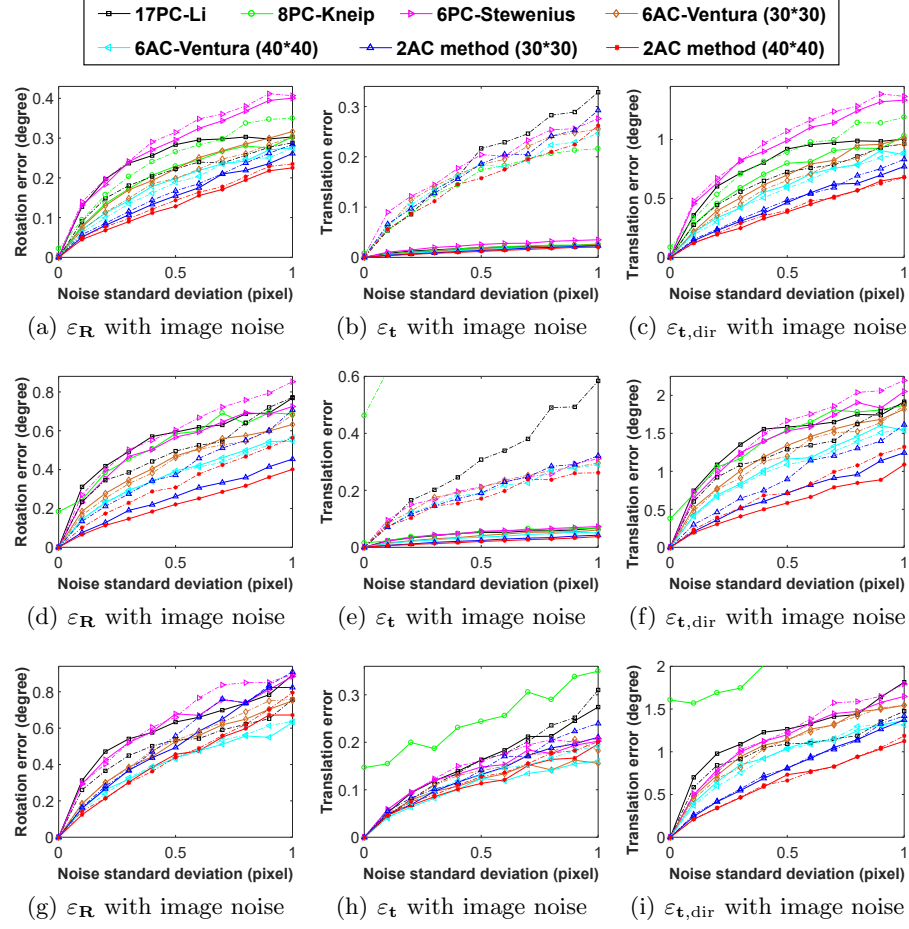 17PC-Li 8PC-Kneip 6PC-Stewenius 6AC-Ventura (30*30)
6AC-Ventura (40*40) 2AC method (30*30) 2AC method (40*40)
Rotation error (degree)
0.4
0.3
0.2
0.1
0
0 0.5 1
Noise standard deviation (pixel)
(a) ε_R with image noise
Translation error
0.3
0.2
0.1
0
0 0.5 1
Noise standard deviation (pixel)
(b) ε_t with image noise
Translation error (degree)
1
0.5
0
0 0.5 1
Noise standard deviation (pixel)
(c) ε_t,dir with image noise
Rotation error (degree)
0.8
0.6
0.4
0.2
0
0 0.5 1
Noise standard deviation (pixel)
(d) ε_R with image noise
Translation error
0.6
0.4
0.2
0
0 0.5 1
Noise standard deviation (pixel)
(e) ε_t with image noise
Translation error (degree)
2
1.5
1
0.5
0
0 0.5 1
Noise standard deviation (pixel)
(f) ε_t,dir with image noise
Rotation error (degree)
0.8
0.6
0.4
0.2
0
0 0.5 1
Noise standard deviation (pixel)
(g) ε_R with image noise
Translation error
0.3
0.2
0.1
0
0 0.5 1
Noise standard deviation (pixel)
(h) ε_t with image noise
Translation error (degree)
2
1.5
1
0.5
0
0 0.5 1
Noise standard deviation (pixel)
(i) ε_t,dir with image noise